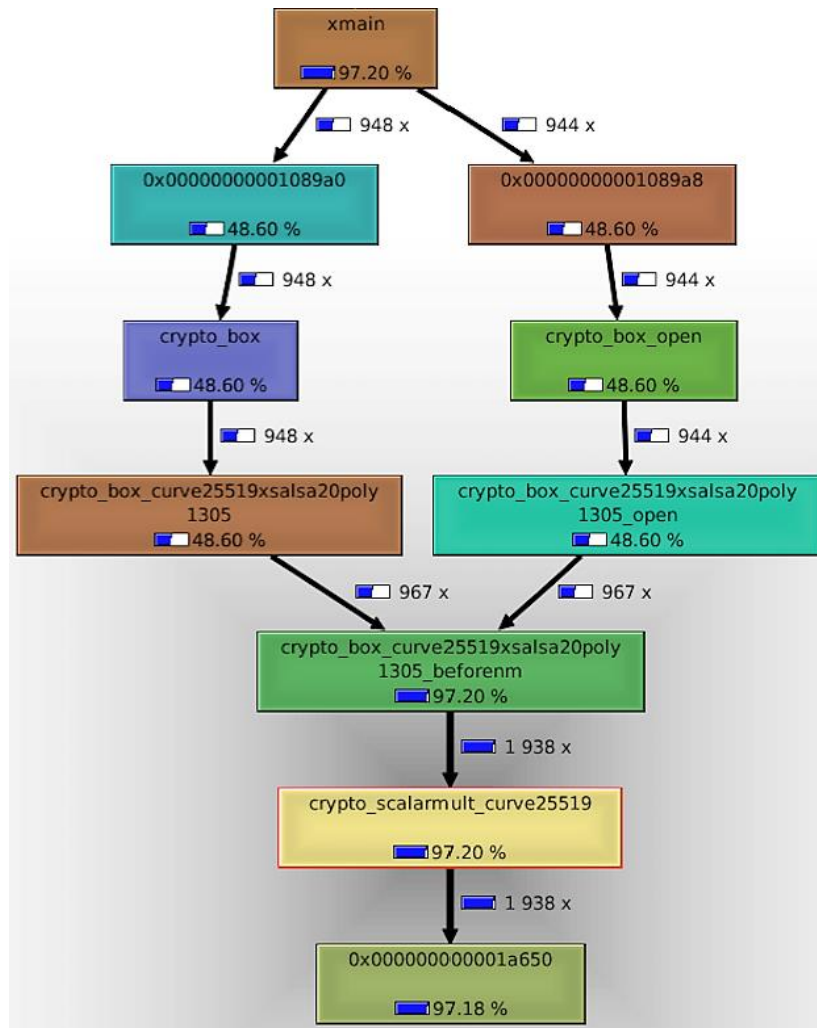 xmain
97.20 %
948 x
944 x
0x00000000001089a0
0x00000000001089a8
48.60 %
48.60 %
948 x
944 x
crypto_box
crypto_box_open
48.60 %
48.60 %
948 x
944 x
crypto_box_curve25519xsalsa20poly
1305
48.60 %
crypto_box_curve25519xsalsa20poly
1305_open
48.60 %
967 x
967 x
crypto_box_curve25519xsalsa20poly
1305_beforenm
97.20 %
1 938 x
crypto_scalarmult_curve25519
97.20 %
1 938 x
0x000000000001a650
97.18 %